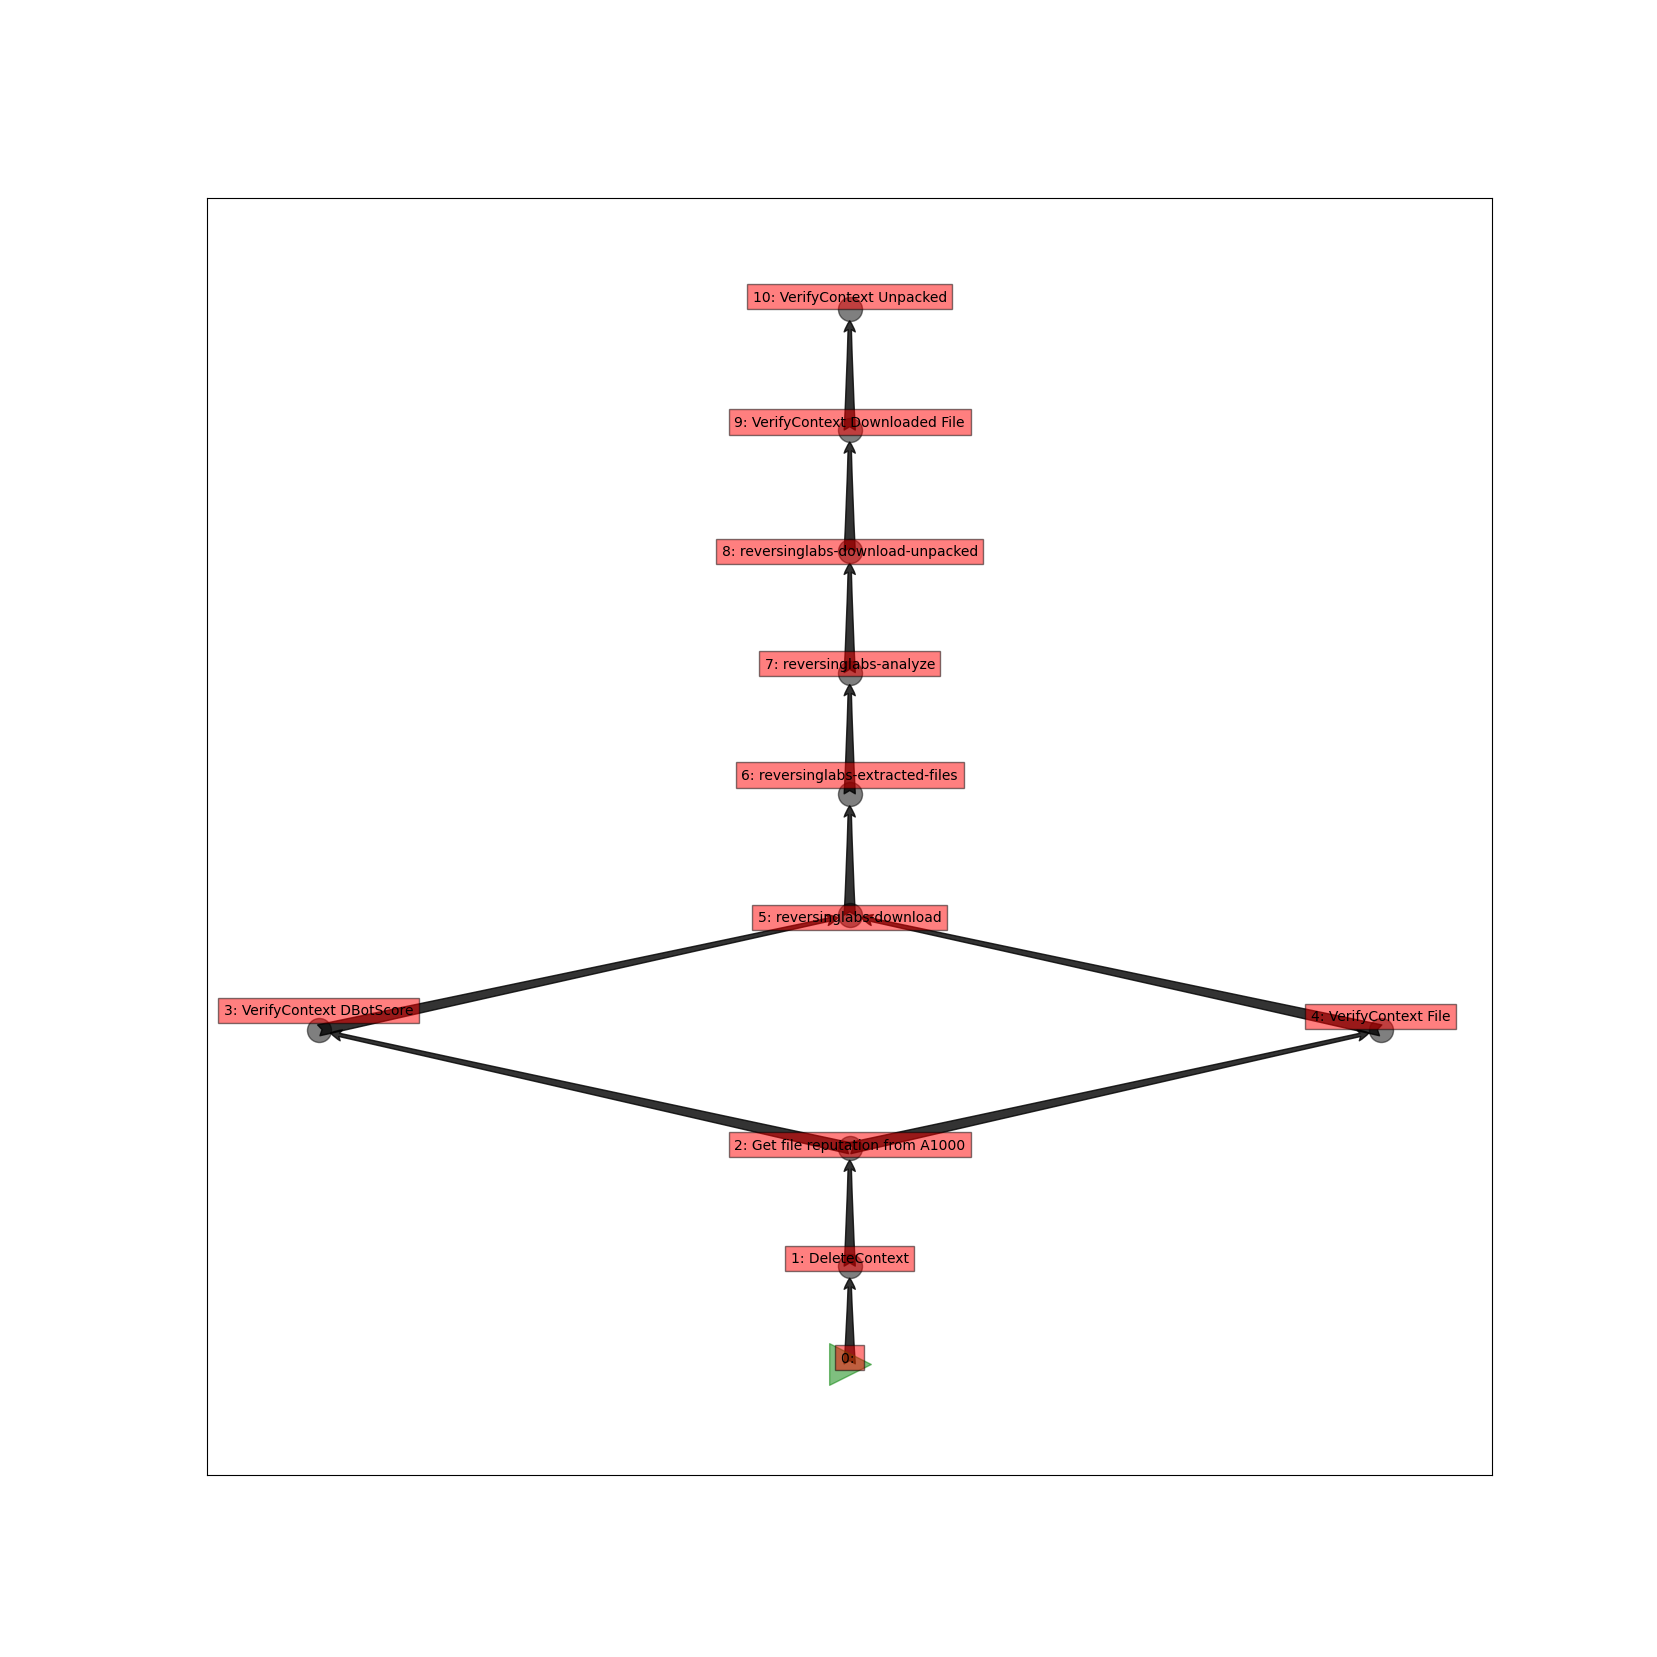 10: VerifyContext Unpacked
9: VerifyContext Downloaded File
8: reversinglabs-download-unpacked
7: reversinglabs-analyze
6: reversinglabs-extracted-files
5: reversinglabs-download
3: VerifyContext DBotScore
4: VerifyContext File
2: Get file reputation from A1000
1: DeleteContext
0: